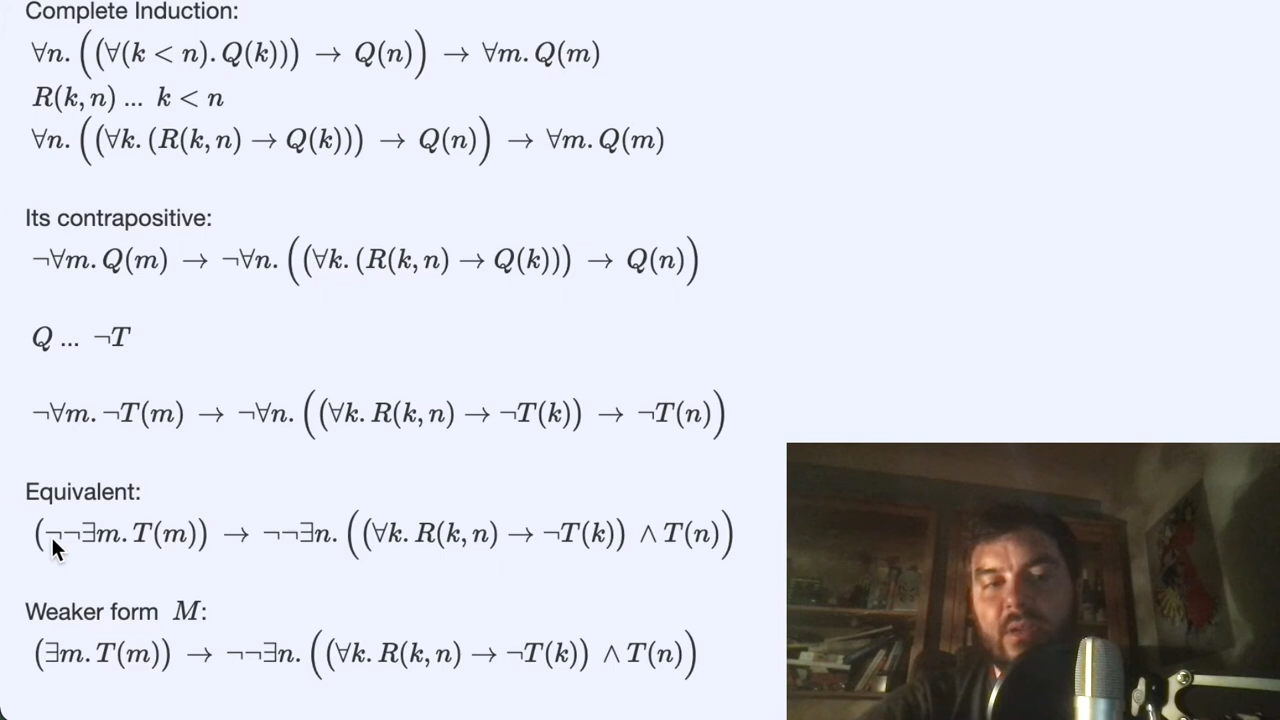 Complete Induction:
∀n. ((∀(k < n). Q(k))) → Q(n)) → ∀m. Q(m)
R(k, n) ... k < n
∀n. ((∀k. (R(k, n) → Q(k))) → Q(n)) → ∀m. Q(m)
Its contrapositive:
¬∀m. Q(m) → ¬∀n. ((∀k. (R(k, n) → Q(k))) → Q(n))
Q ... ¬T
¬∀m. ¬T(m) → ¬∀n. ((∀k. R(k, n) → ¬T(k)) → ¬T(n))
Equivalent:
(¬¬∃m. T(m)) → ¬¬∃n. ((∀k. R(k, n) → ¬T(k)) ∧ T(n))
Weaker form M:
(∃m. T(m)) → ¬¬∃n. ((∀k. R(k, n) → ¬T(k)) ∧ T(n))